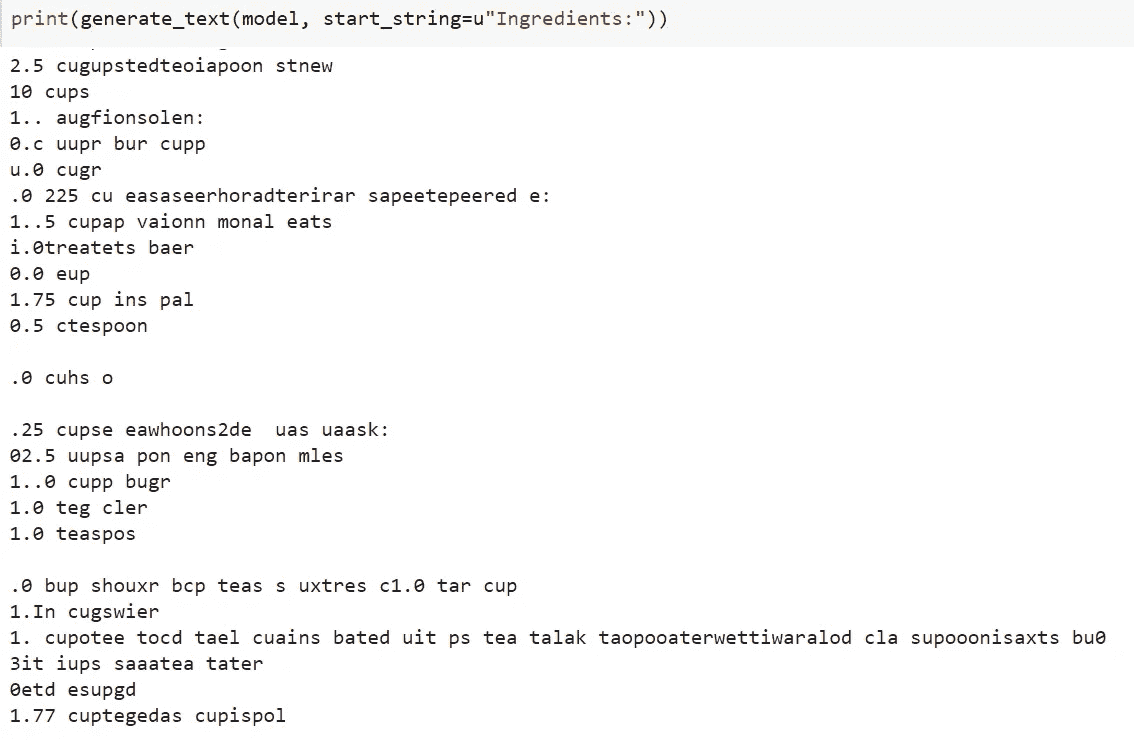 print(generate_text(model, start_string=u"Ingredients:"))
2.5 cugupstedteoiapoon stnew
10 cups
1.. augfionsolen:
0.c uupr bur cupp
u.0 cugr
.0 225 cu easaseerhoradterirar sapeetepeered e:
1..5 cupap vaionn monal eats
i.0treatets baer
0.0 eup
1.75 cup ins pal
0.5 ctespoon
.0 cuhs o
.25 cupse eawhoons2de  uas uaask:
02.5 uupsa pon eng bapon mles
1..0 cupp bugr
1.0 teg cler
1.0 teaspos
.0 bup shouxr bcp teas s uxtres c1.0 tar cup
1.In cugswier
1. cupotee tocd tael cuains bated uit ps tea talak taopooaterwettiwaralod cla supooonisaxts bu0
3it iups saaatea tater
0etd esupgd
1.77 cuptegedas cupispol